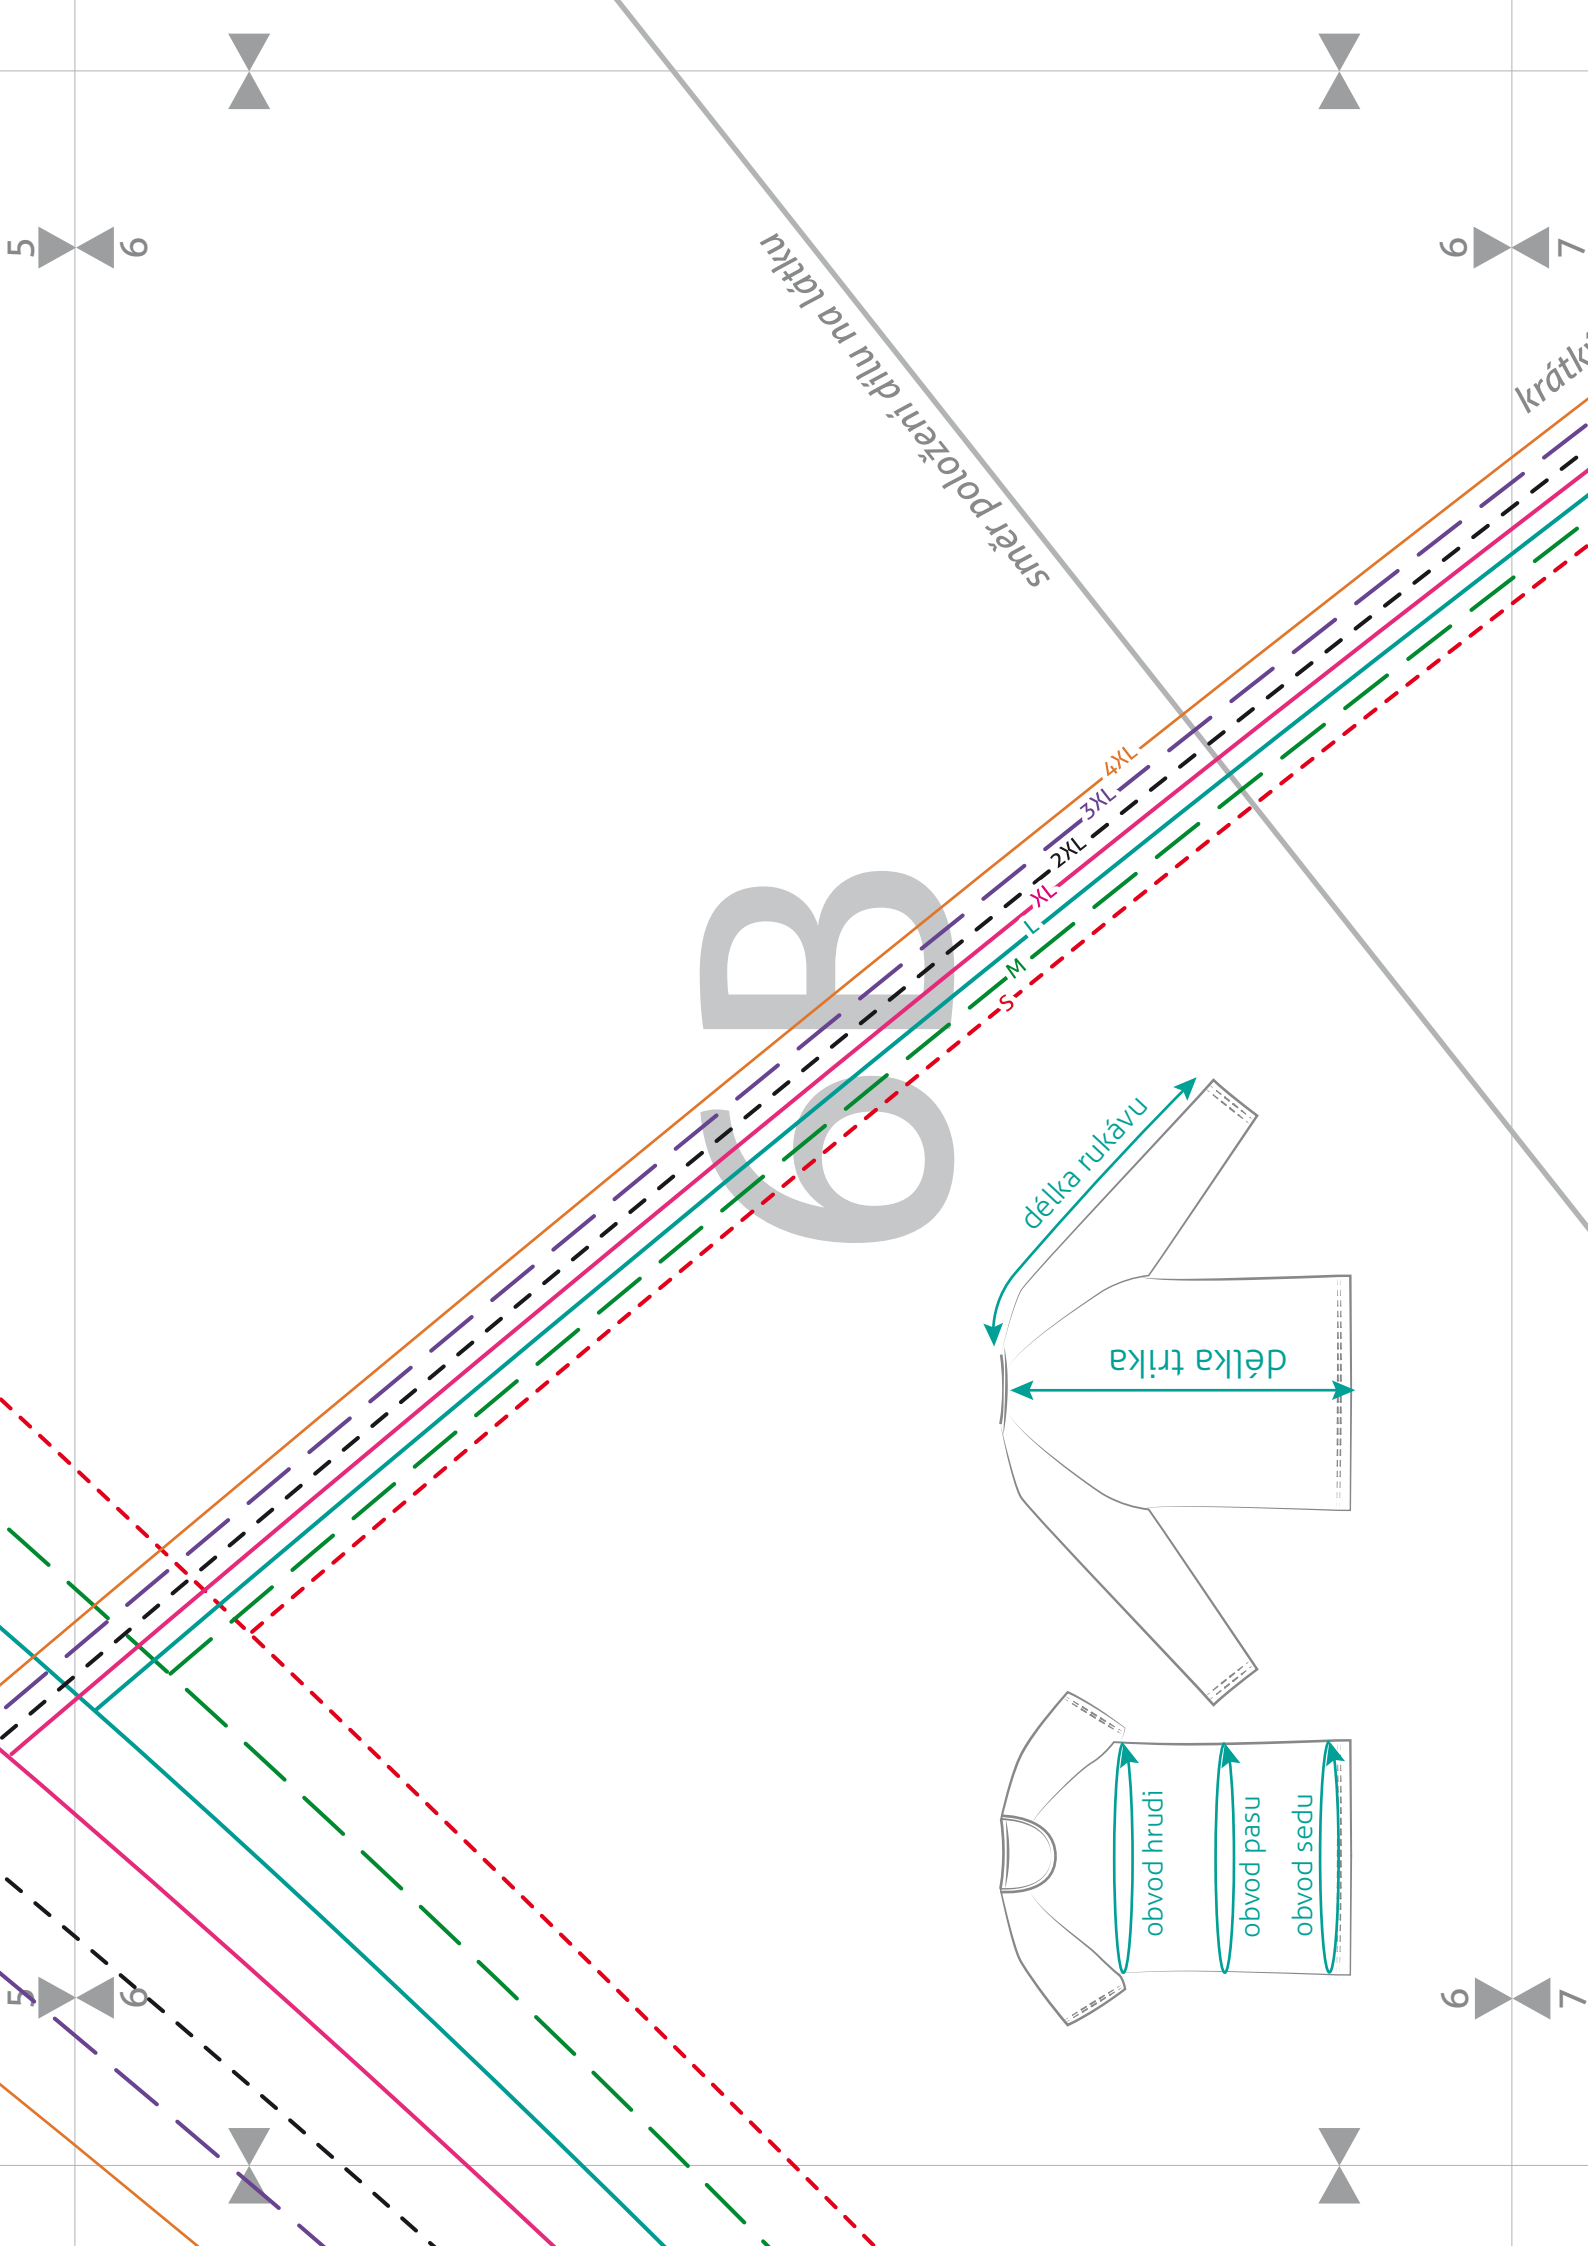 5
6
6
7
směr položení dílu na látku
4XL
3XL
2XL
XL
L
M
S
6B
délka rukávu
délka trika
obvod hrudi
obvod pasu
obvod sedu
5
6
6
7